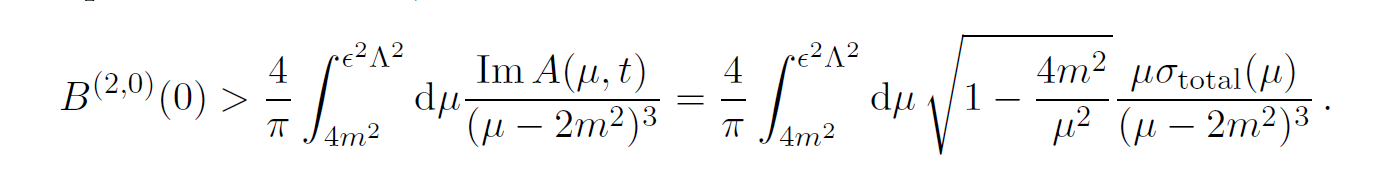 B^{(2,0)}(0) > \frac{4}{\pi} \int_{4m^2}^{\epsilon^2 \Lambda^2} \mathrm{d}\mu \frac{\mathrm{Im}\, A(\mu, t)}{(\mu - 2m^2)^3} = \frac{4}{\pi} \int_{4m^2}^{\epsilon^2 \Lambda^2} \mathrm{d}\mu \sqrt{1 - \frac{4m^2}{\mu^2}} \frac{\mu \sigma_{\mathrm{total}}(\mu)}{(\mu - 2m^2)^3} .